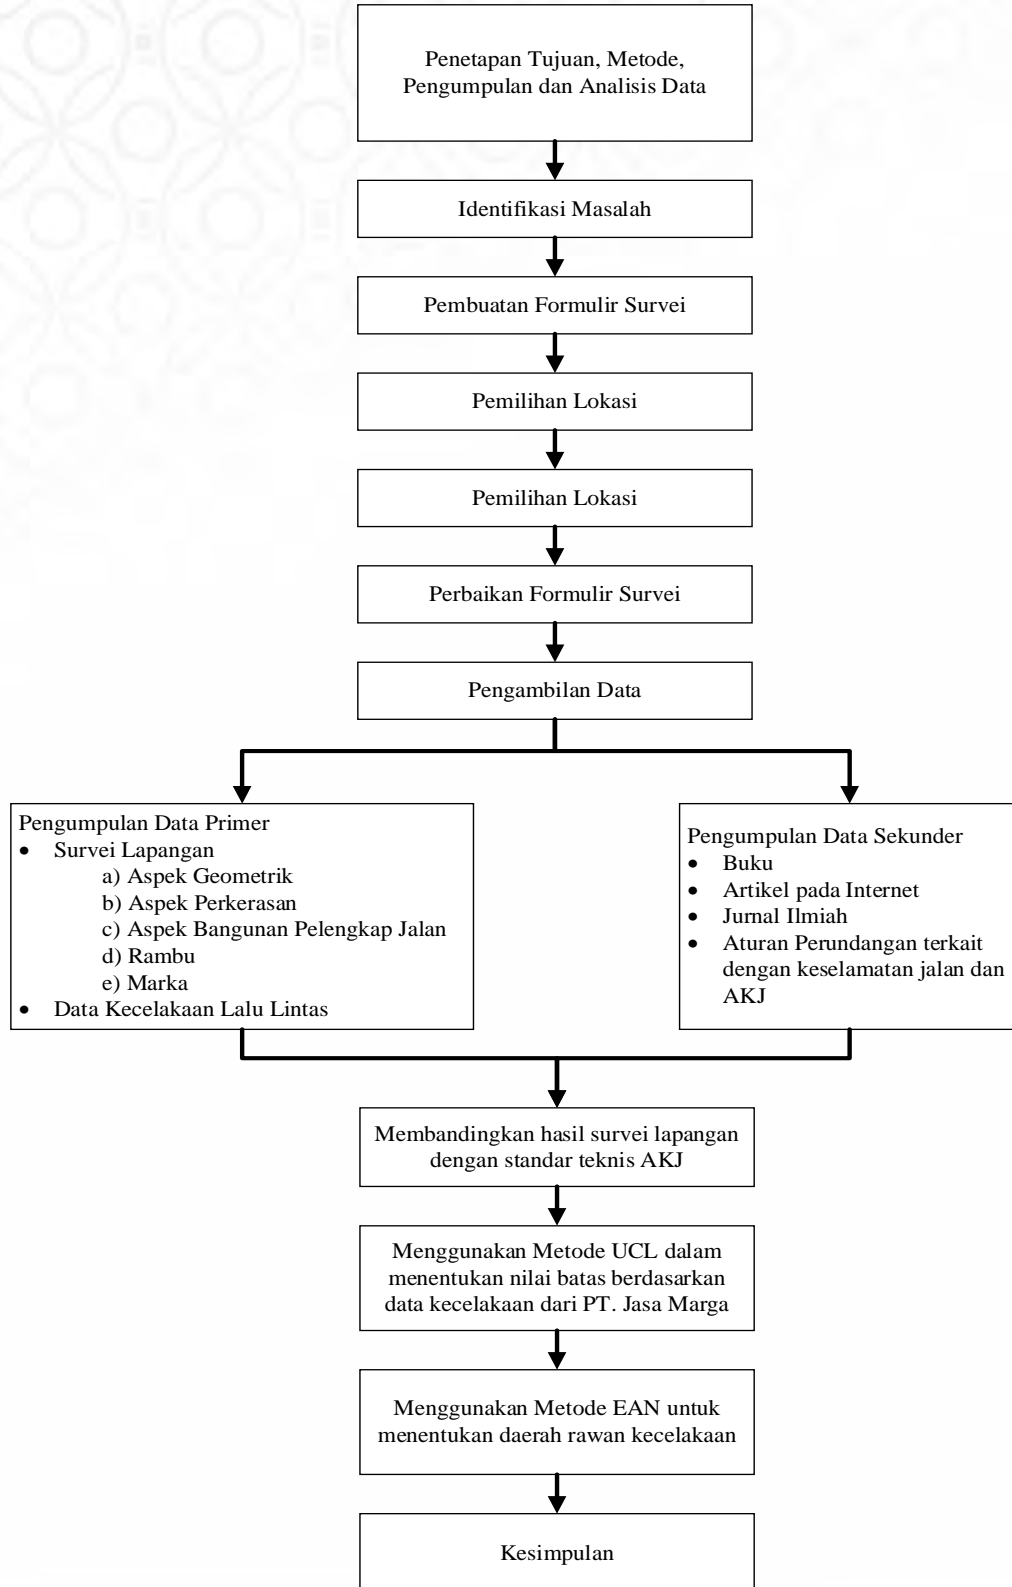 Penetapan Tujuan, Metode,
Pengumpulan dan Analisis Data
Identifikasi Masalah
Pembuatan Formulir Survei
Pemilihan Lokasi
Pemilihan Lokasi
Perbaikan Formulir Survei
Pengambilan Data
Pengumpulan Data Primer
• Survei Lapangan
a) Aspek Geometrik
b) Aspek Perkerasan
c) Aspek Bangunan Pelengkap Jalan
d) Rambu
e) Marka
• Data Kecelakaan Lalu Lintas
Pengumpulan Data Sekunder
• Buku
• Artikel pada Internet
• Jurnal Ilmiah
• Aturan Perundangan terkait
dengan keselamatan jalan dan
AKJ
Membandingkan hasil survei lapangan
dengan standar teknis AKJ
Menggunakan Metode UCL dalam
menentukan nilai batas berdasarkan
data kecelakaan dari PT. Jasa Marga
Menggunakan Metode EAN untuk
menentukan daerah rawan kecelakaan
Kesimpulan